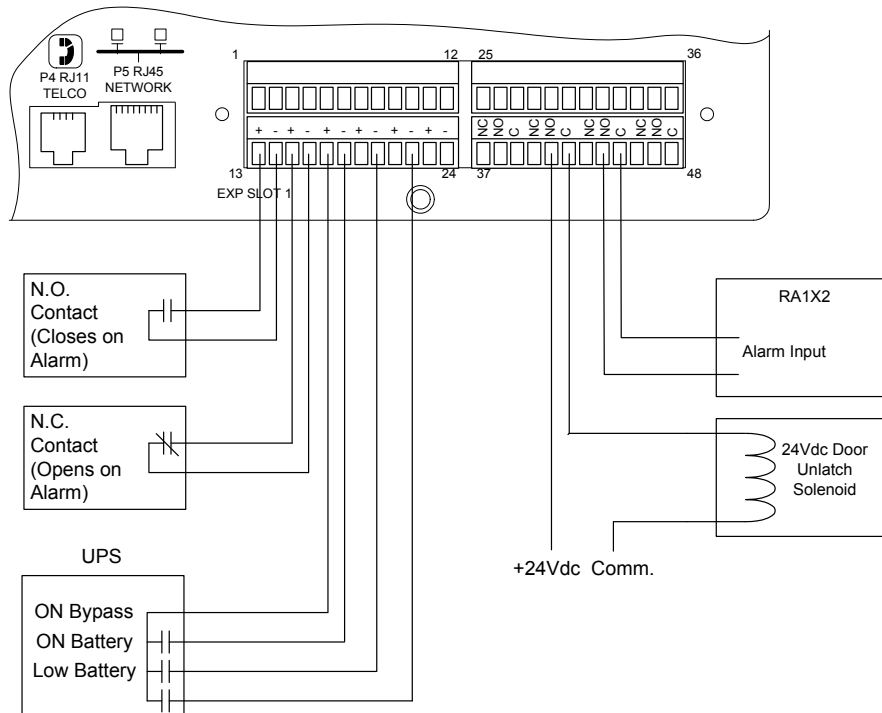 P4 RJ11
TELCO
P5 RJ45
NETWORK
1 12 25 36
+ - + - + - + - + - + -
NC NO C NC NO C NC NO C NC NO C
13 24 37 48
EXP SLOT 1
N.O.
Contact
(Closes on
Alarm)
N.C.
Contact
(Opens on
Alarm)
UPS
ON Bypass
ON Battery
Low Battery
RA1X2
Alarm Input
24Vdc Door
Unlatch
Solenoid
+24Vdc Comm.